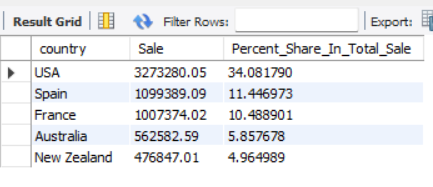 Result Grid Filter Rows: Export:
country Sale Percent_Share_In_Total_Sale
USA 3273280.05 34.081790
Spain 1099389.09 11.446973
France 1007374.02 10.488901
Australia 562582.59 5.857678
New Zealand 476847.01 4.964989